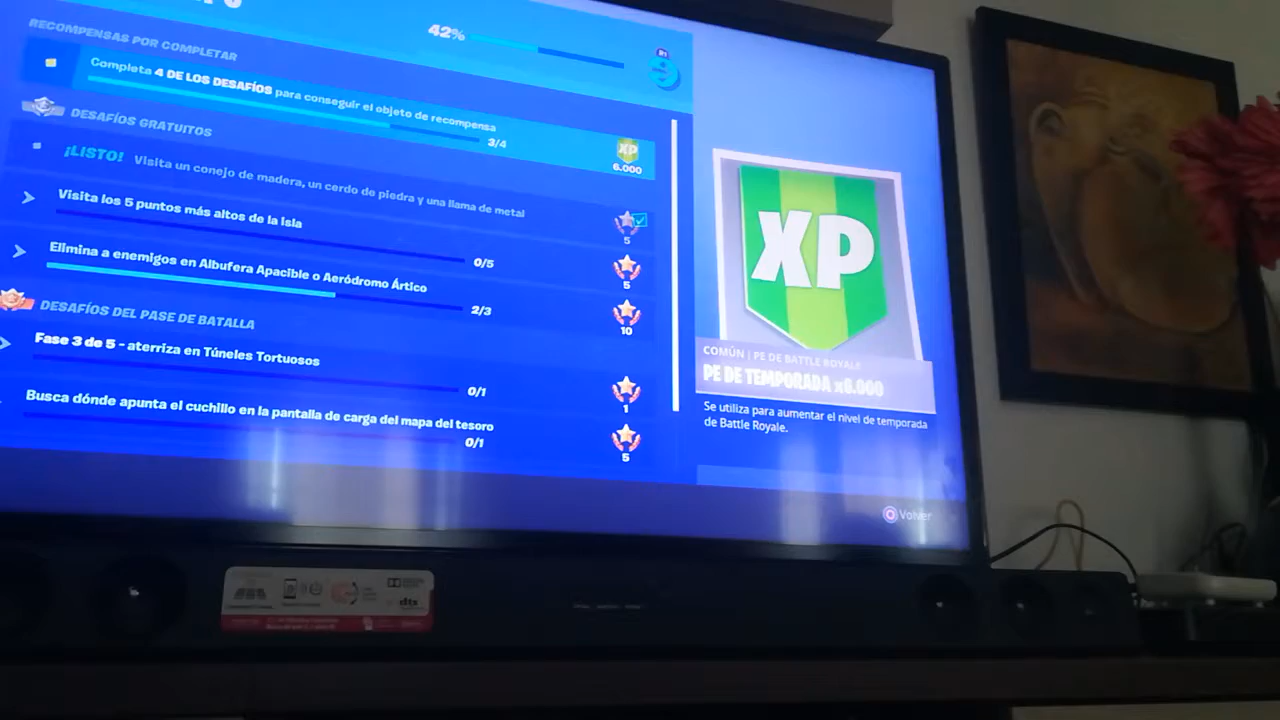 42%
RECOMPENSAS POR COMPLETAR
Completa 4 DE LOS DESAFÍOS para conseguir el objeto de recompensa
3/4
XP
6.000
DESAFÍOS GRATUITOS
¡LISTO! Visita un conejo de madera, un cerdo de piedra y una llama de metal
5
Visita los 5 puntos más altos de la isla
0/5
5
Elimina a enemigos en Albufera Apacible o Aeródromo Ártico
2/3
10
DESAFÍOS DEL PASE DE BATALLA
Fase 3 de 5 - aterriza en Túneles Tortuosos
0/1
1
Busca dónde apunta el cuchillo en la pantalla de carga del mapa del tesoro
0/1
5
XP
COMÚN | PE DE BATTLE ROYALE
PE DE TEMPORADA x6.000
Se utiliza para aumentar el nivel de temporada
de Battle Royale.
Volver
dts